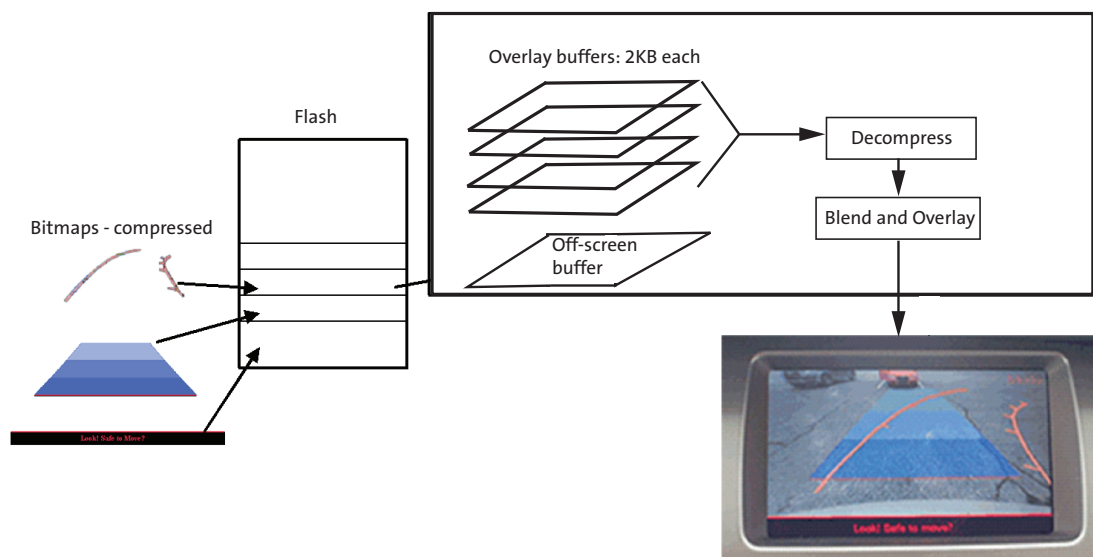 Overlay buffers: 2KB each
Flash
Decompress
Bitmaps - compressed
Blend and Overlay
Off-screen
buffer
Look! Safe to Move?
Look! Safe to move?